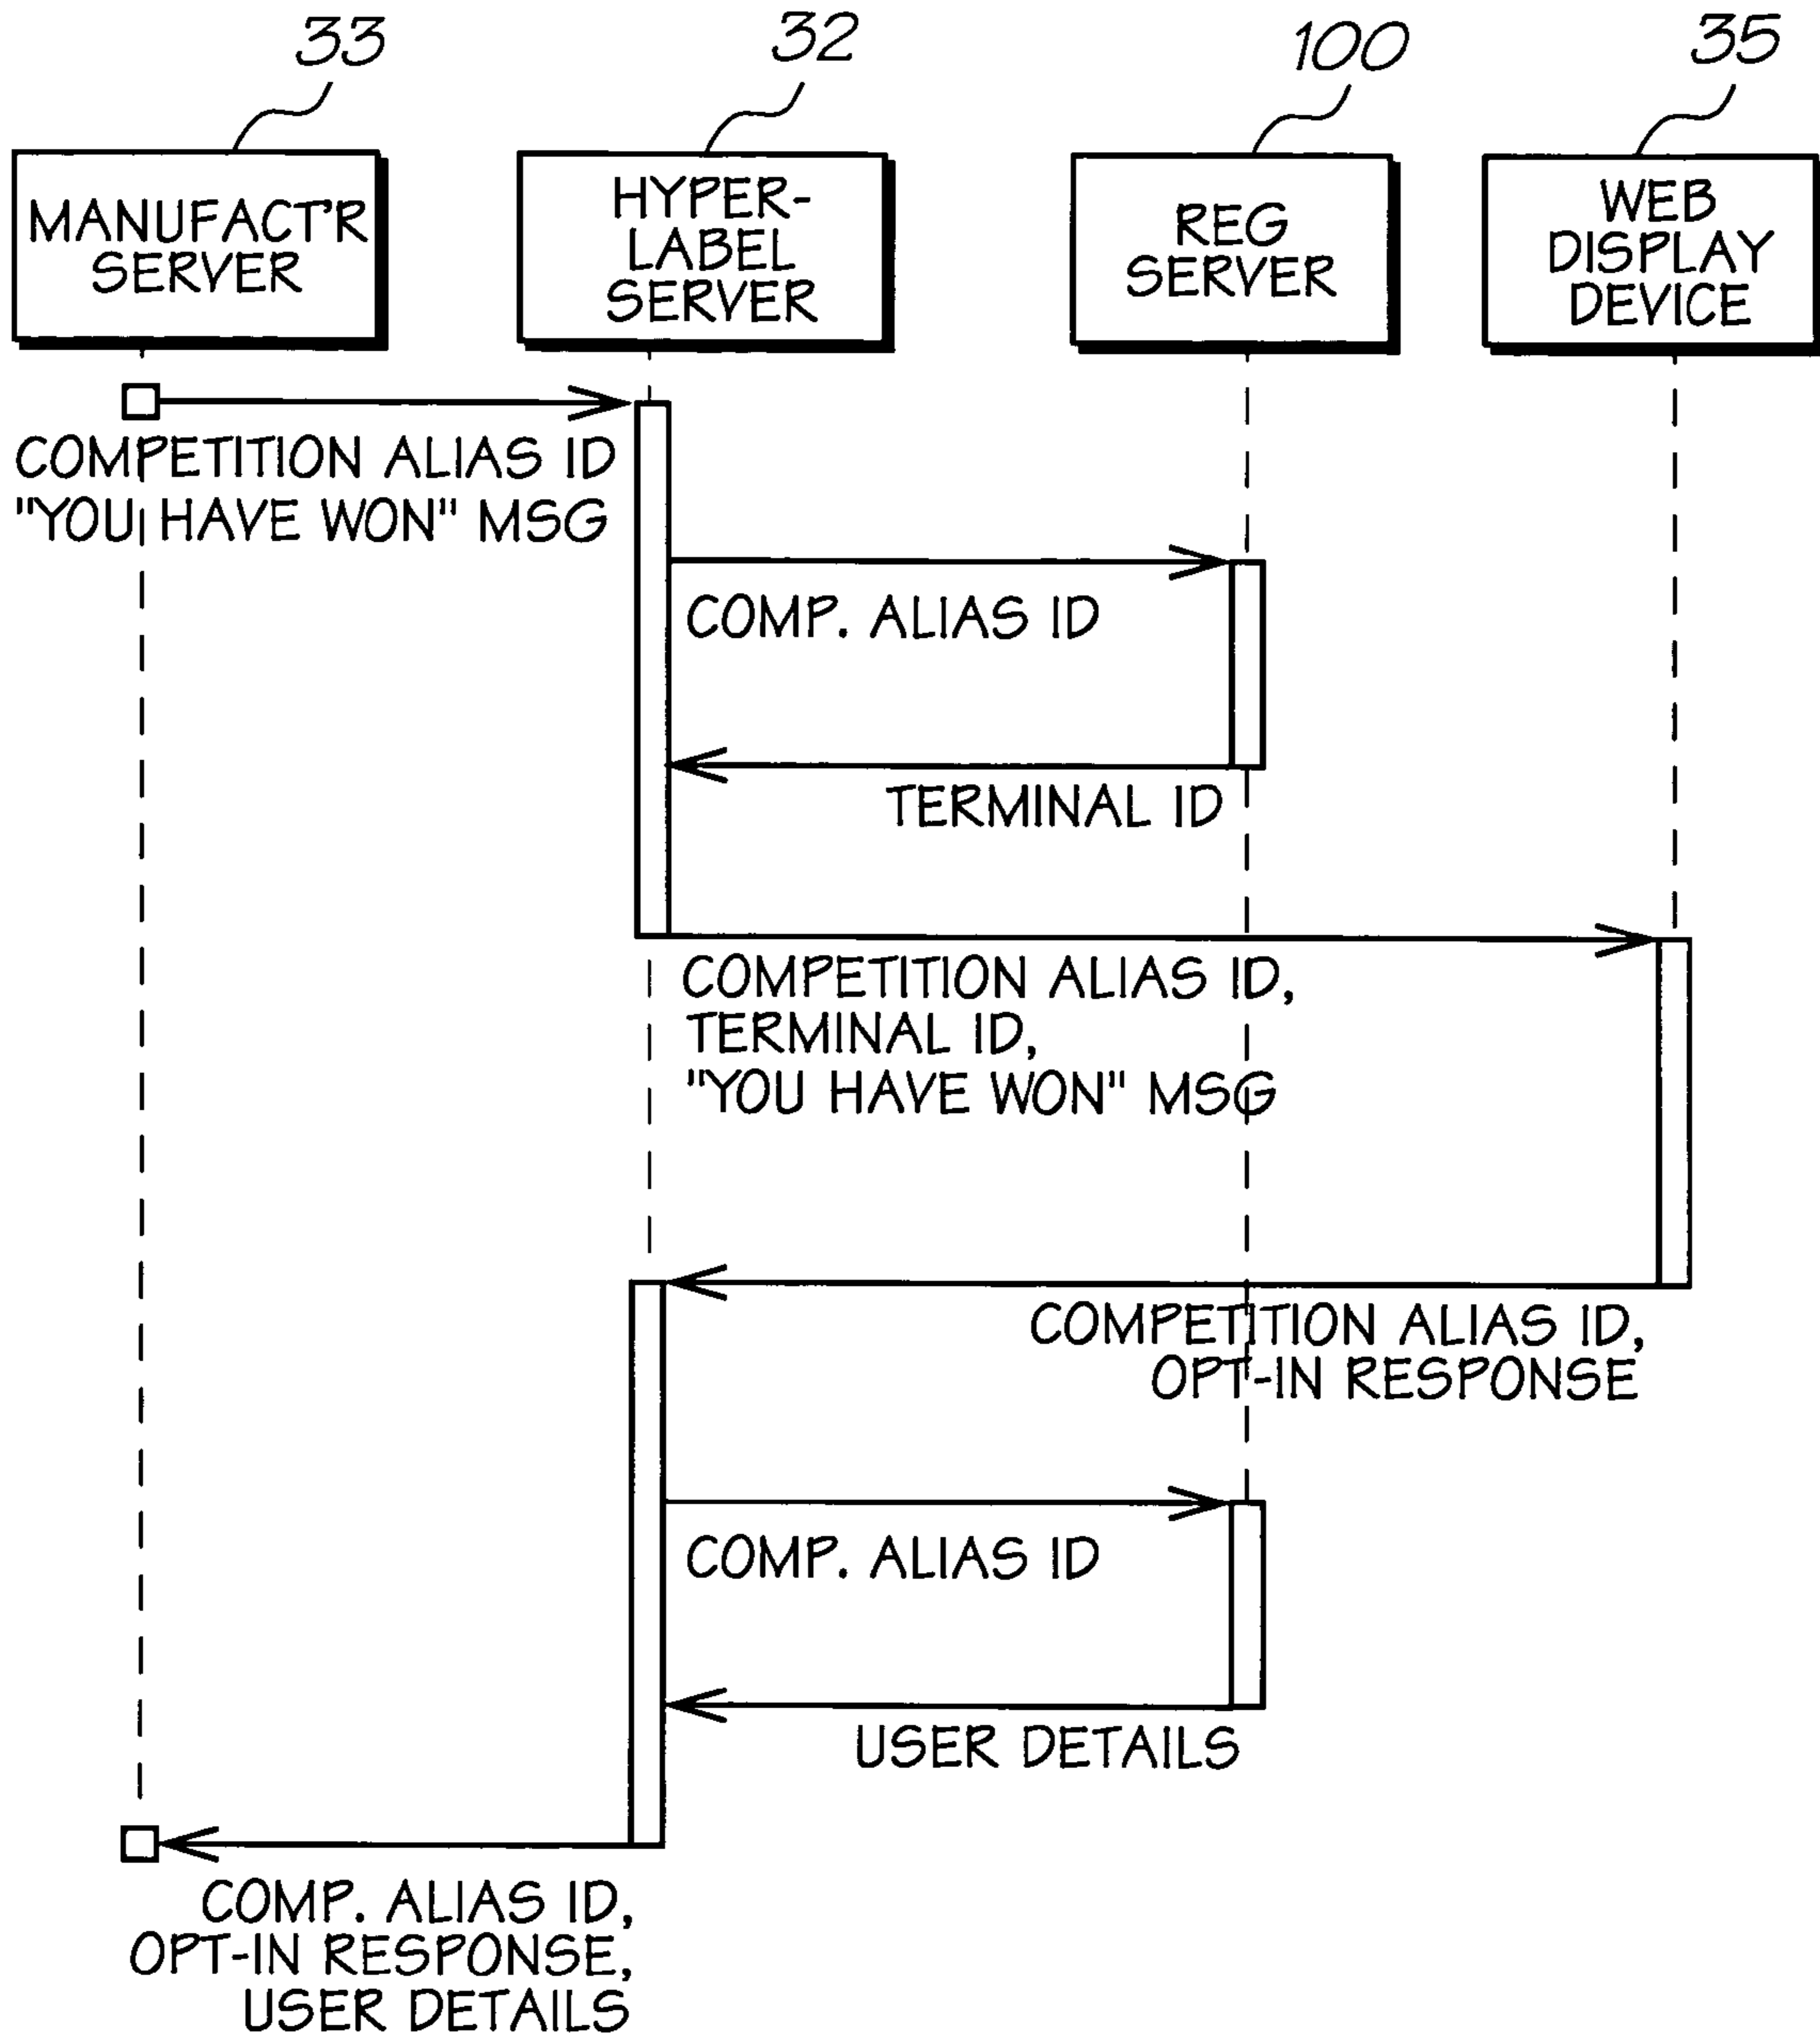 33
32
100
35
MANUFACT'R
SERVER
HYPER-
LABEL
SERVER
REG
SERVER
WEB
DISPLAY
DEVICE
COMPETITION ALIAS ID
"YOU HAVE WON" MSG
COMP. ALIAS ID
TERMINAL ID
COMPETITION ALIAS ID,
TERMINAL ID,
"YOU HAVE WON" MSG
COMPETITION ALIAS ID,
OPT-IN RESPONSE
COMP. ALIAS ID
USER DETAILS
COMP. ALIAS ID,
OPT-IN RESPONSE,
USER DETAILS